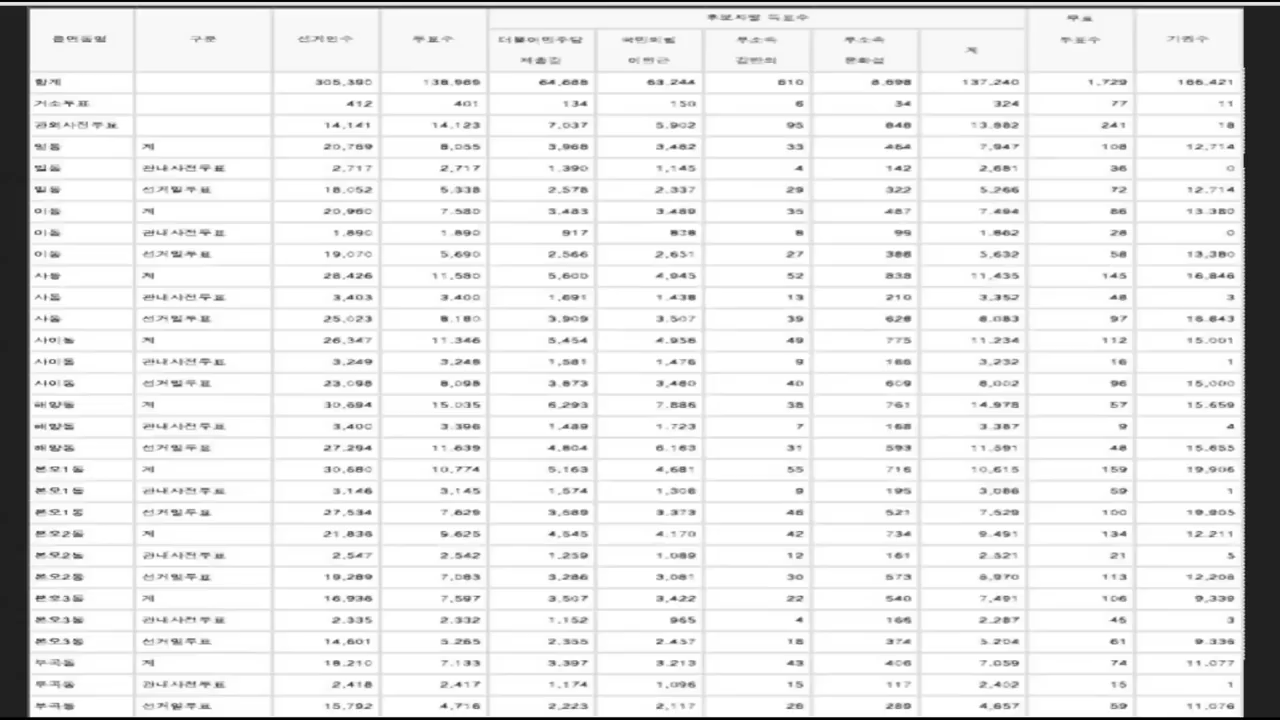 후보자별 득표수 무효
읍면동명 구분 선거인수 투표수 더불어민주당 국민의힘 무소속 무소속 계 투표수 기권수
제종길 이민근 윤화섭
합계 305,390 138,969 64,688 63,244 610 8,698 137,240 1,729 166,421
거소투표 412 401 134 150 6 34 324 77 11
관외사전투표 14,141 14,123 7,037 5,902 95 848 13,882 241 18
일동 계 20,769 8,055 3,968 3,482 33 464 7,947 108 12,714
일동 관내사전투표 2,717 2,717 1,390 1,145 4 142 2,681 36 0
일동 선거일투표 18,052 5,338 2,578 2,337 29 322 5,266 72 12,714
이동 계 20,960 7,580 3,483 3,489 35 487 7,494 86 13,380
이동 관내사전투표 1,890 1,890 917 838 8 99 1,862 28 0
이동 선거일투표 19,070 5,690 2,566 2,651 27 388 5,632 58 13,380
사동 계 28,426 11,580 5,600 4,945 52 838 11,435 145 16,846
사동 관내사전투표 3,403 3,400 1,691 1,438 13 210 3,352 48 3
사동 선거일투표 25,023 8,180 3,909 3,507 39 628 8,083 97 16,843
사이동 계 26,347 11,346 5,454 4,956 49 775 11,234 112 15,001
사이동 관내사전투표 3,249 3,248 1,581 1,476 9 166 3,232 16 1
사이동 선거일투표 23,098 8,098 3,873 3,480 40 609 8,002 96 15,000
해양동 계 30,694 15,035 6,293 7,886 38 761 14,978 57 15,659
해양동 관내사전투표 3,400 3,396 1,489 1,723 7 168 3,387 9 4
해양동 선거일투표 27,294 11,639 4,804 6,163 31 593 11,591 48 15,655
본오1동 계 30,680 10,774 5,163 4,681 55 716 10,615 159 19,906
본오1동 관내사전투표 3,146 3,145 1,574 1,308 9 195 3,086 59 1
본오1동 선거일투표 27,534 7,629 3,589 3,373 46 521 7,529 100 19,905
본오2동 계 21,836 9,625 4,545 4,170 42 734 9,491 134 12,211
본오2동 관내사전투표 2,547 2,542 1,259 1,089 12 161 2,521 21 5
본오2동 선거일투표 19,289 7,083 3,286 3,081 30 573 6,970 113 12,206
본오3동 계 16,936 7,597 3,507 3,422 22 540 7,491 106 9,339
본오3동 관내사전투표 2,335 2,332 1,152 965 4 166 2,287 45 3
본오3동 선거일투표 14,601 5,265 2,355 2,457 18 374 5,204 61 9,336
부곡동 계 18,210 7,133 3,397 3,213 43 406 7,059 74 11,077
부곡동 관내사전투표 2,418 2,417 1,174 1,096 15 117 2,402 15 1
부곡동 선거일투표 15,792 4,716 2,223 2,117 28 289 4,657 59 11,076